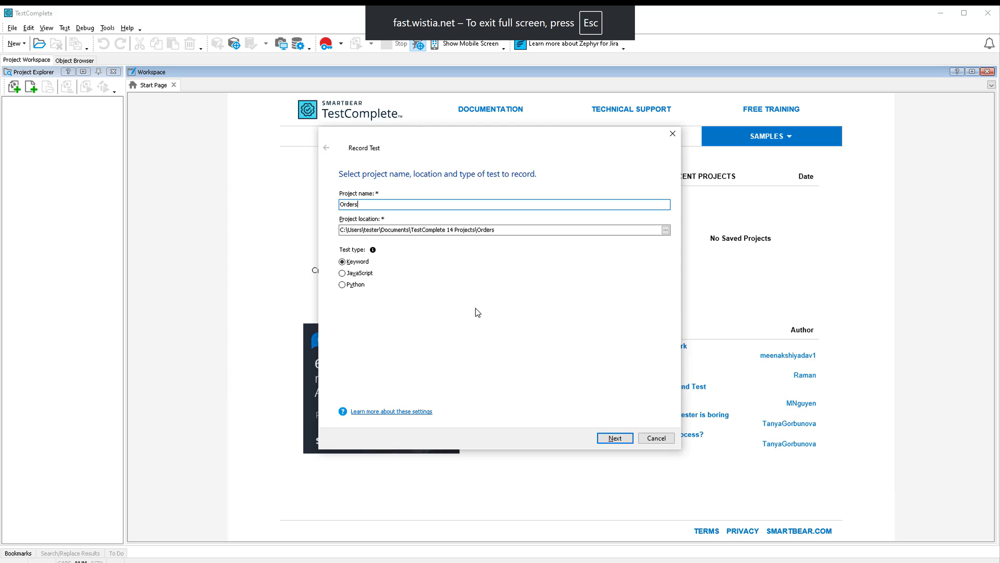 TestComplete
fast.wistia.net – To exit full screen, press Esc
File Edit View Test Debug Tools Help
New Stop Show Mobile Screen Learn more about Zephyr for Jira
Project Workspace Object Browser
Project Explorer Workspace
Start Page
SMARTBEAR
TestComplete™
DOCUMENTATION TECHNICAL SUPPORT FREE TRAINING
SAMPLES
Record Test
Select project name, location and type of test to record.
ENT PROJECTS Date
Project name: *
Orders
Project location: *
C:\Users\tester\Documents\TestComplete 14 Projects\Orders ...
No Saved Projects
Test type:
Keyword
JavaScript
Python
Author
rk
meenakshiyadav1
Raman
nd Test
MNguyen
Learn more about these settings
ester is boring
TanyaGorbunova
ocess?
Next Cancel
TanyaGorbunova
TERMS PRIVACY SMARTBEAR.COM
Bookmarks Search/Replace Results To Do